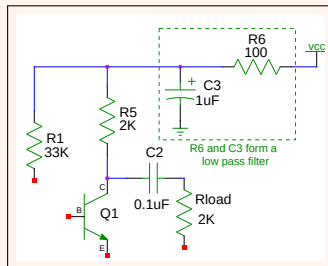 R6
100
vcc
C3
1uF
R5
2K
R6 and C3 form a
low pass filter
R1
33K
C2
0.1uF
C
B
Q1
E
Rload
2K
+